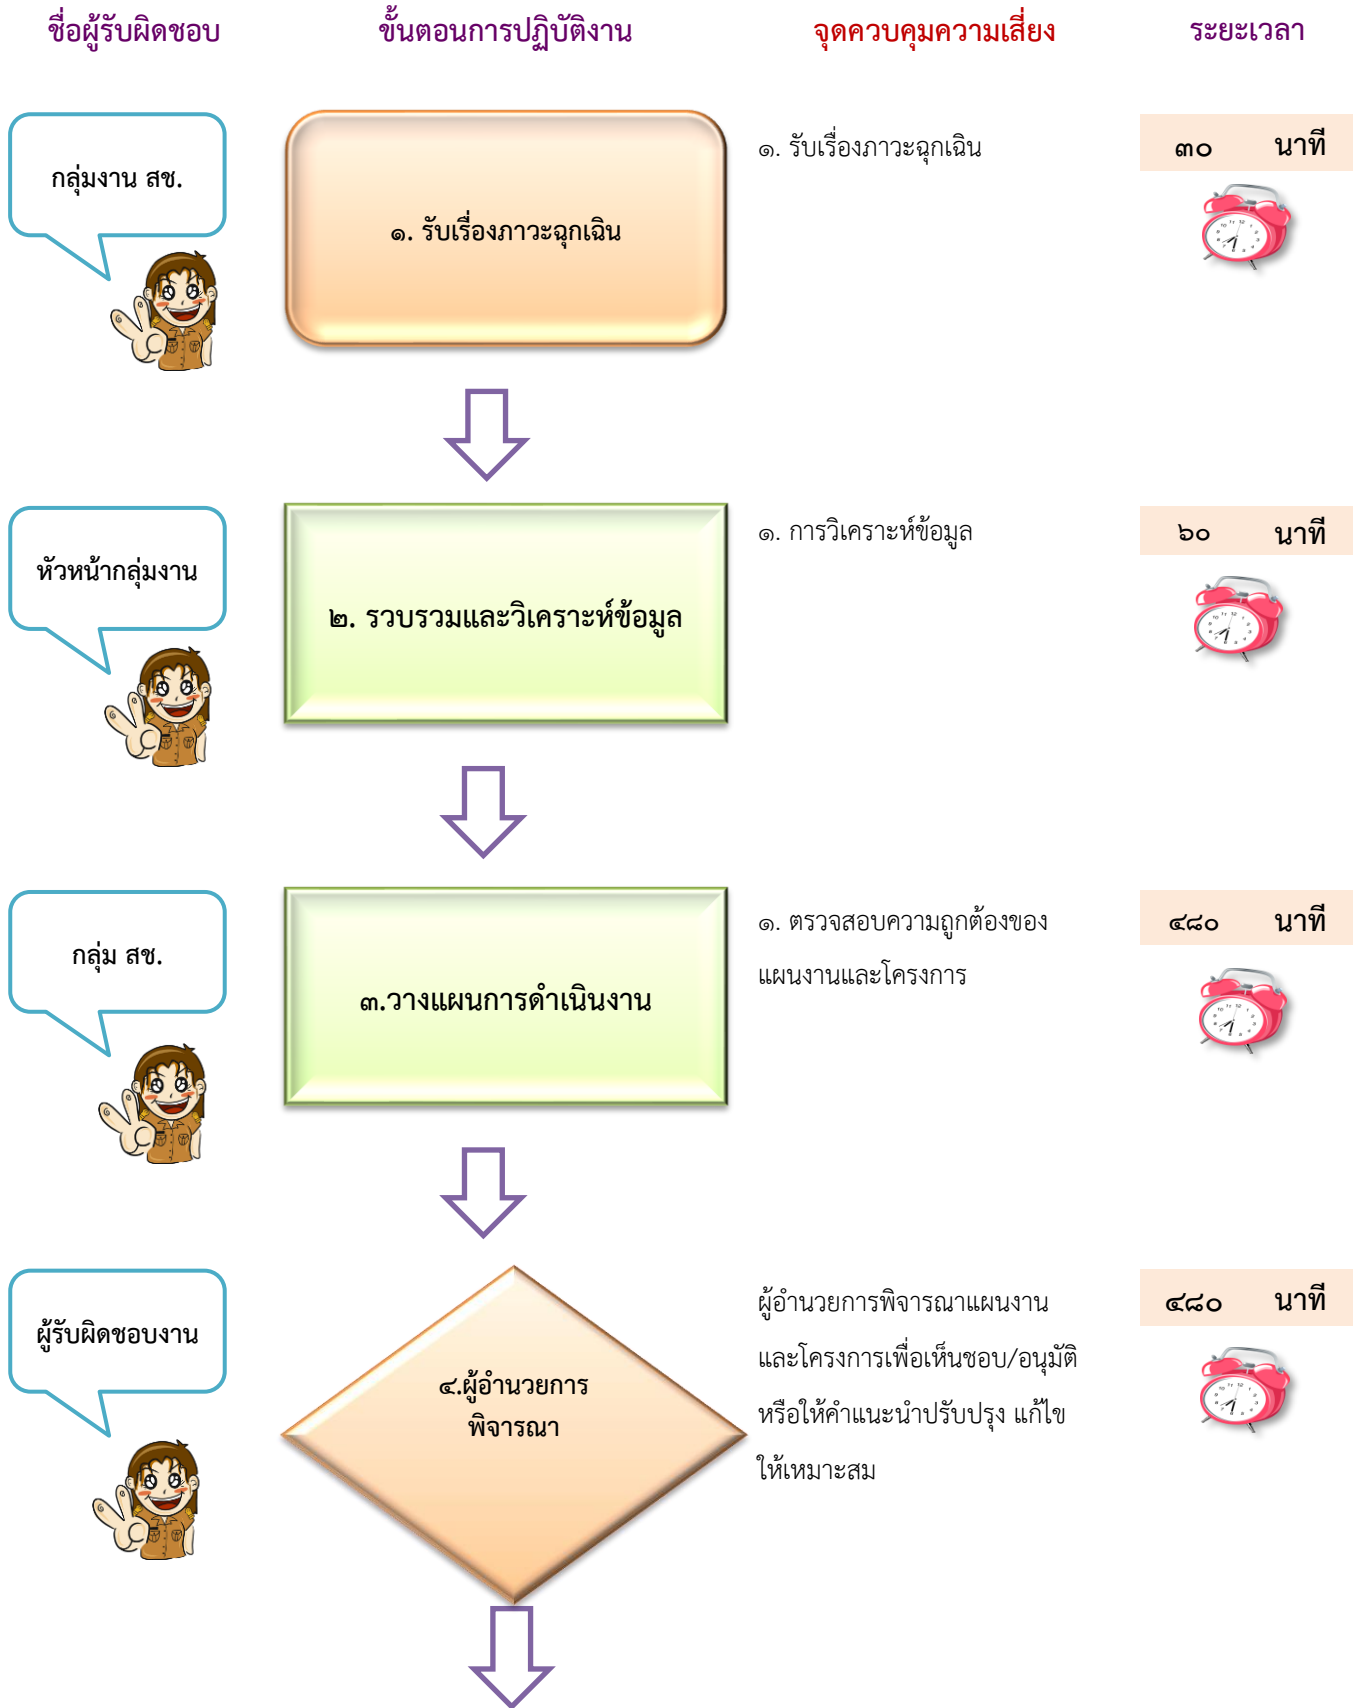 ชื่อผู้รับผิดชอบ ขั้นตอนการปฏิบัติงาน จุดควบคุมความเสี่ยง ระยะเวลา
กลุ่มงาน สช.
๑. รับเรื่องภาวะฉุกเฉิน
๑. รับเรื่องภาวะฉุกเฉิน
๓๐ นาที
หัวหน้ากลุ่มงาน
๒. รวบรวมและวิเคราะห์ข้อมูล
๑. การวิเคราะห์ข้อมูล
๖๐ นาที
กลุ่ม สช.
๓.วางแผนการดำเนินงาน
๑. ตรวจสอบความถูกต้องของ
แผนงานและโครงการ
๔๘๐ นาที
ผู้รับผิดชอบงาน
๔.ผู้อำนวยการ
พิจารณา
ผู้อำนวยการพิจารณาแผนงาน
และโครงการเพื่อเห็นชอบ/อนุมัติ
หรือให้คำแนะนำปรับปรุง แก้ไข
ให้เหมาะสม
๔๘๐ นาที